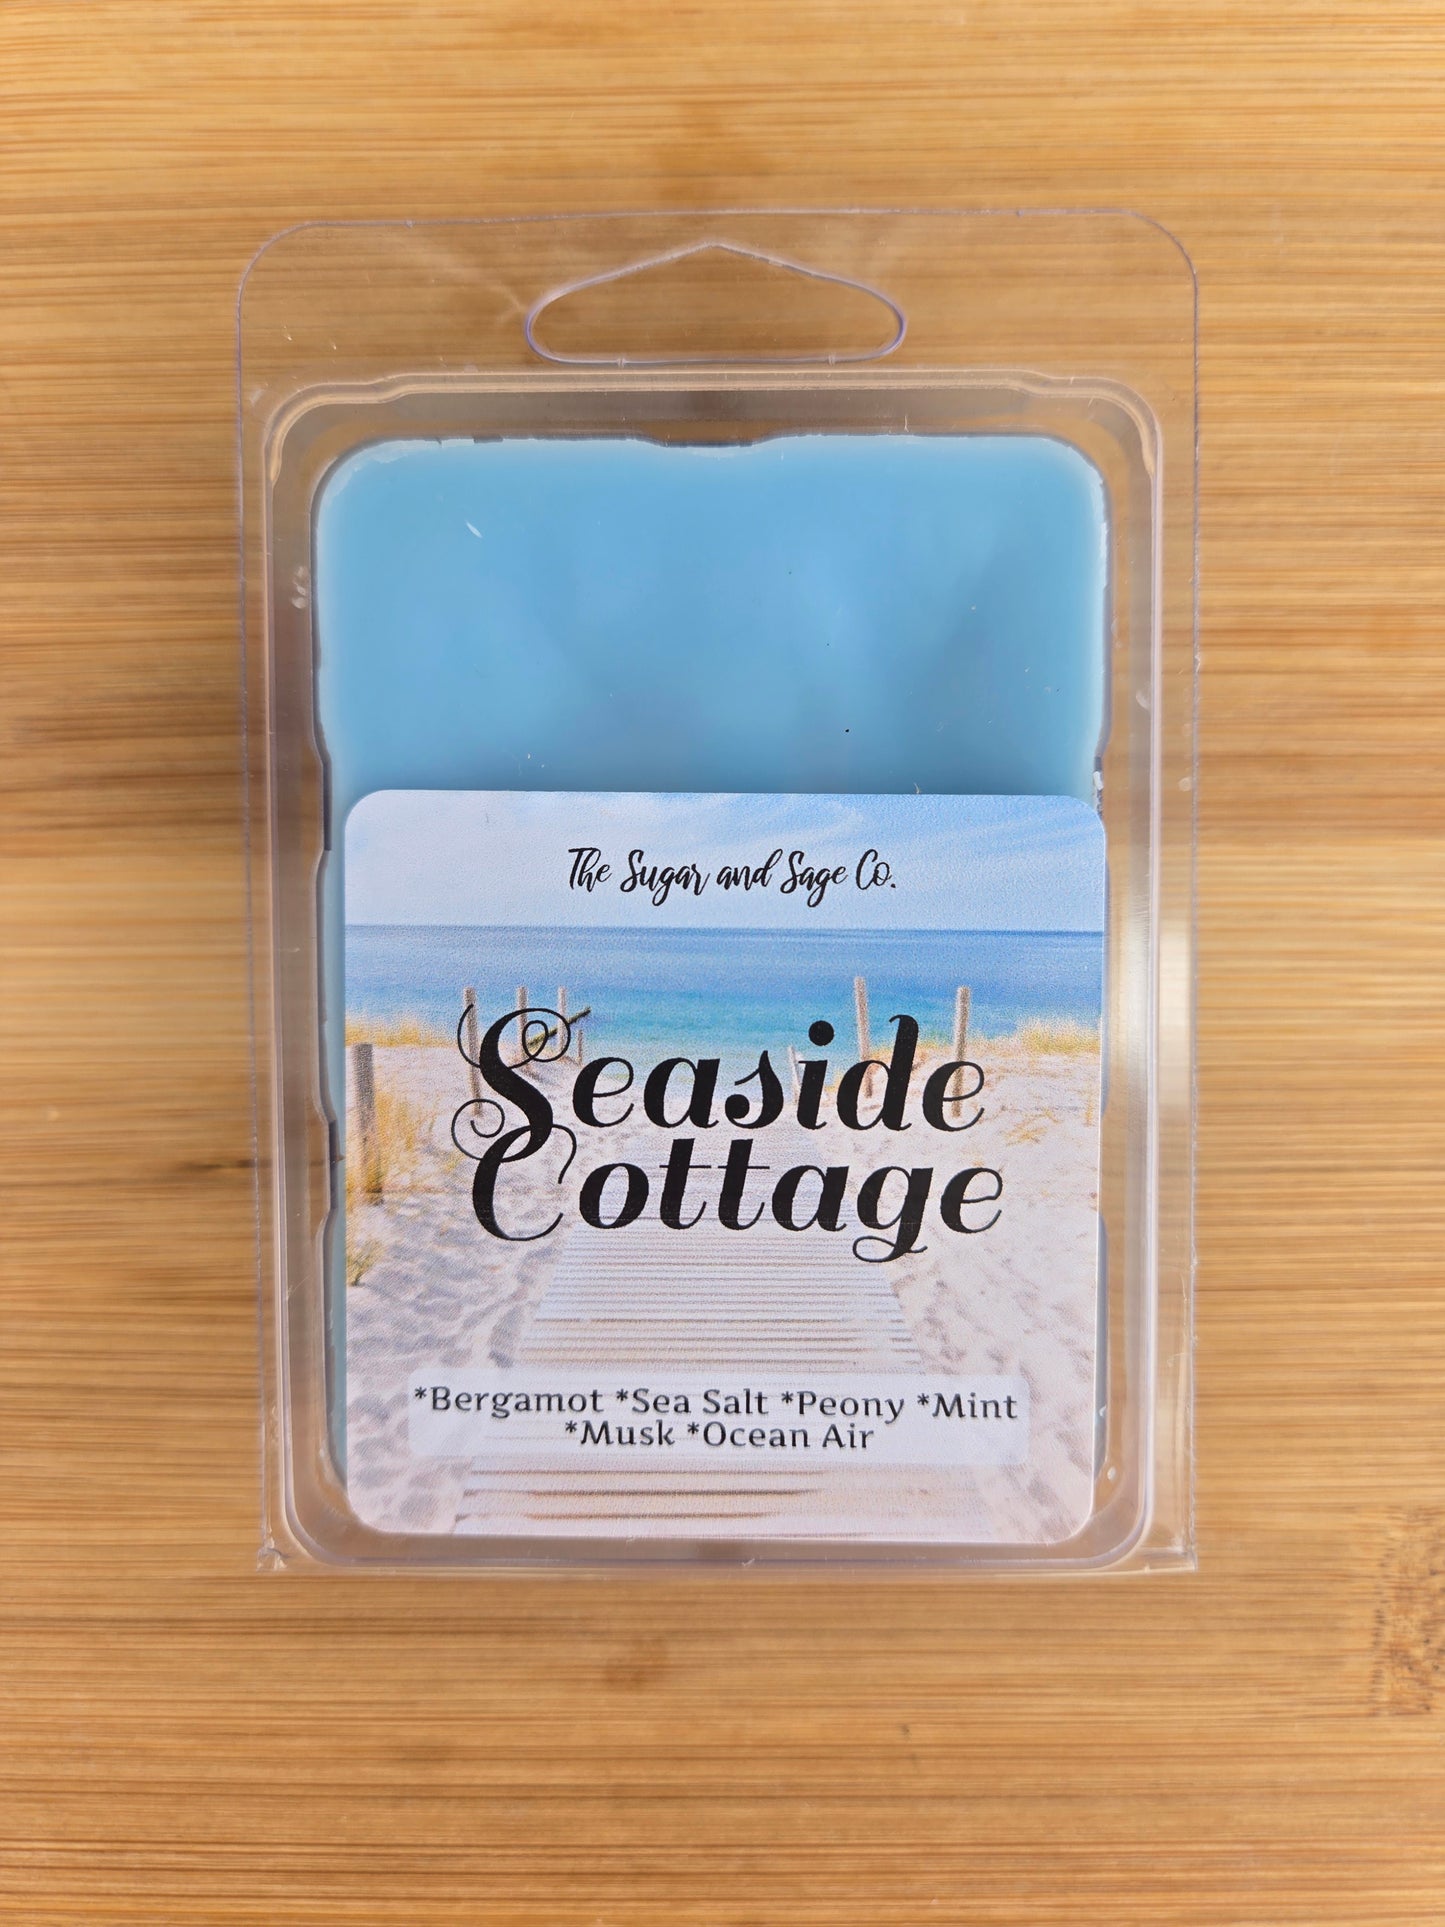 The Sugar and Sage Co.
Seaside
Cottage
*Bergamot *Sea Salt *Peony *Mint
*Musk *Ocean Air